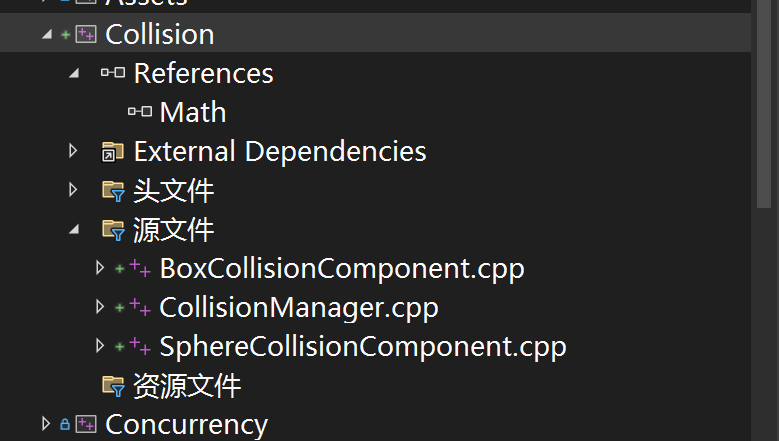 Assets
Collision
References
Math
External Dependencies
头文件
源文件
BoxCollisionComponent.cpp
CollisionManager.cpp
SphereCollisionComponent.cpp
资源文件
Concurrency